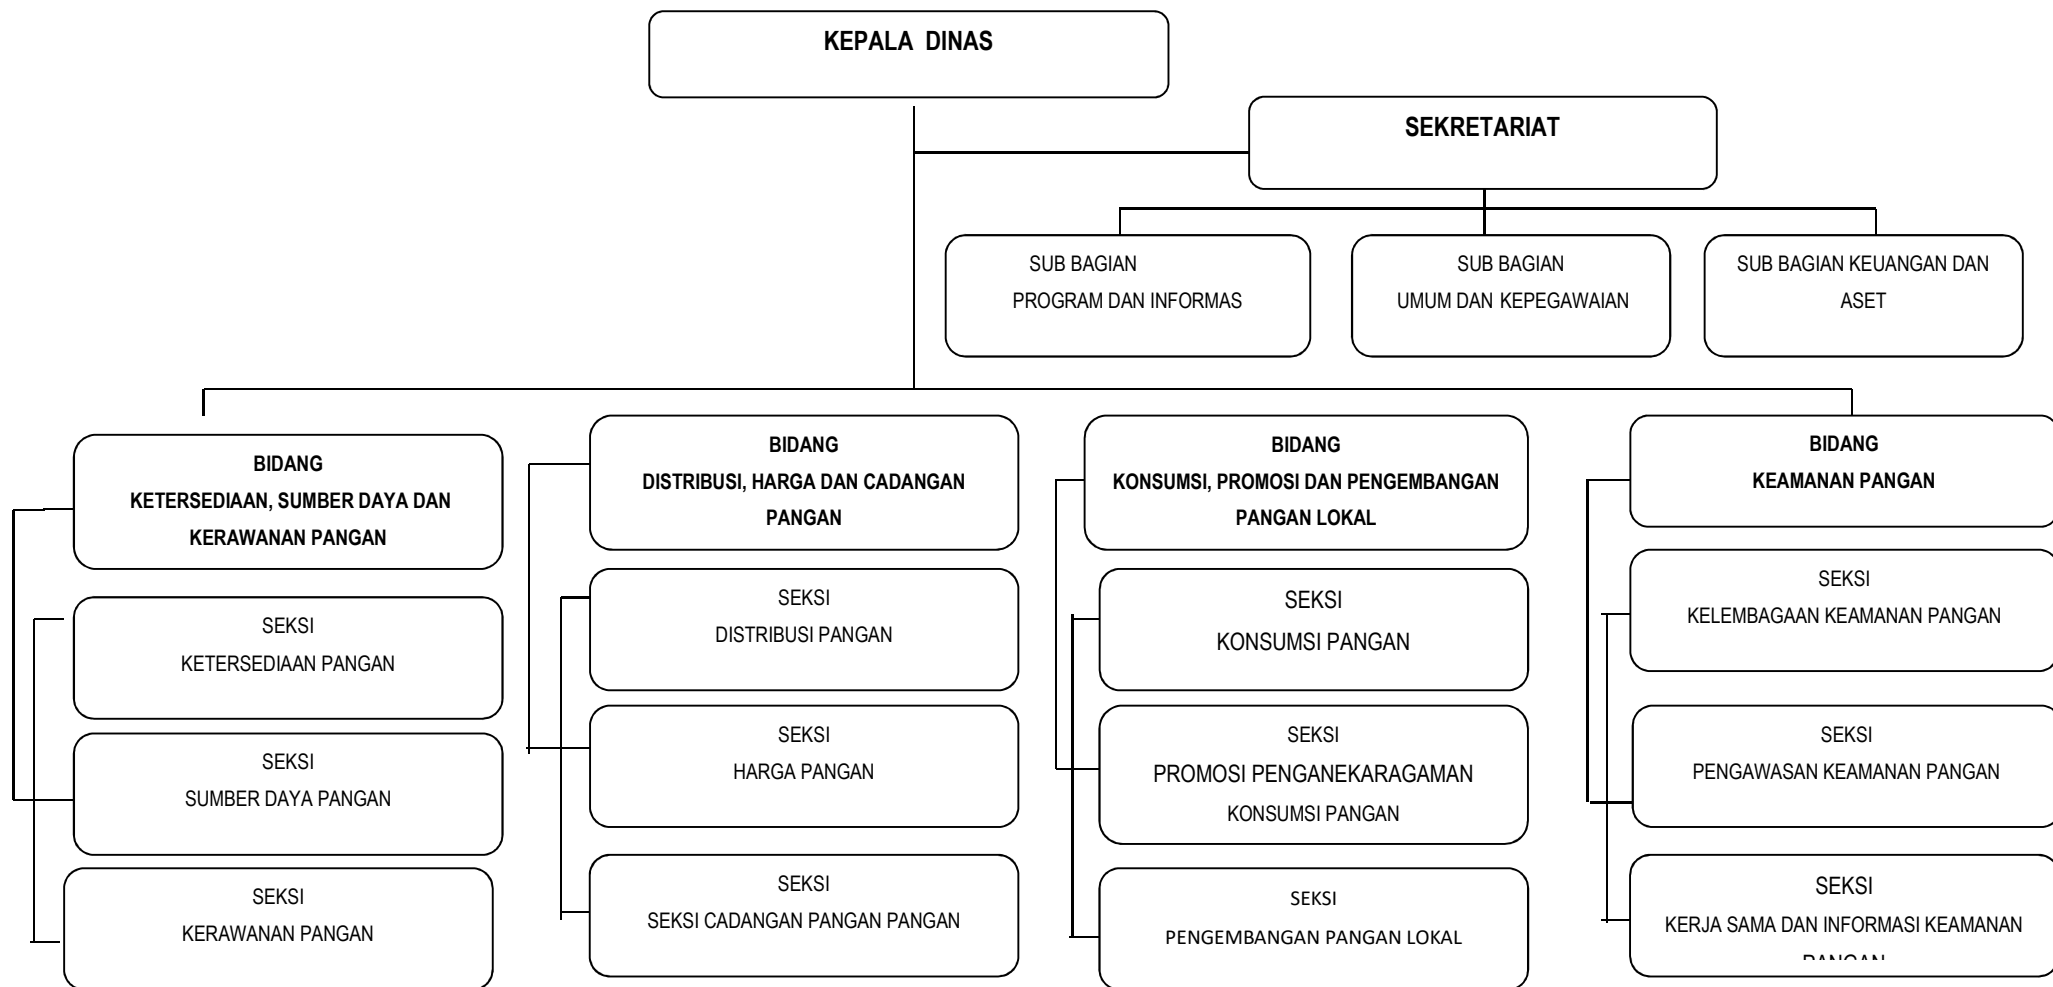 KEPALA DINAS
SEKRETARIAT
SUB BAGIAN
PROGRAM DAN INFORMAS
SUB BAGIAN
UMUM DAN KEPEGAWAIAN
SUB BAGIAN KEUANGAN DAN
ASET
BIDANG
KETERSEDIAAN, SUMBER DAYA DAN
KERAWANAN PANGAN
SEKSI
KETERSEDIAAN PANGAN
SEKSI
SUMBER DAYA PANGAN
SEKSI
KERAWANAN PANGAN
BIDANG
DISTRIBUSI, HARGA DAN CADANGAN
PANGAN
SEKSI
DISTRIBUSI PANGAN
SEKSI
HARGA PANGAN
SEKSI
SEKSI CADANGAN PANGAN PANGAN
BIDANG
KONSUMSI, PROMOSI DAN PENGEMBANGAN
PANGAN LOKAL
SEKSI
KONSUMSI PANGAN
SEKSI
PROMOSI PENGANEKARAGAMAN
KONSUMSI PANGAN
SEKSI
PENGEMBANGAN PANGAN LOKAL
BIDANG
KEAMANAN PANGAN
SEKSI
KELEMBAGAAN KEAMANAN PANGAN
SEKSI
PENGAWASAN KEAMANAN PANGAN
SEKSI
KERJA SAMA DAN INFORMASI KEAMANAN
PANGAN